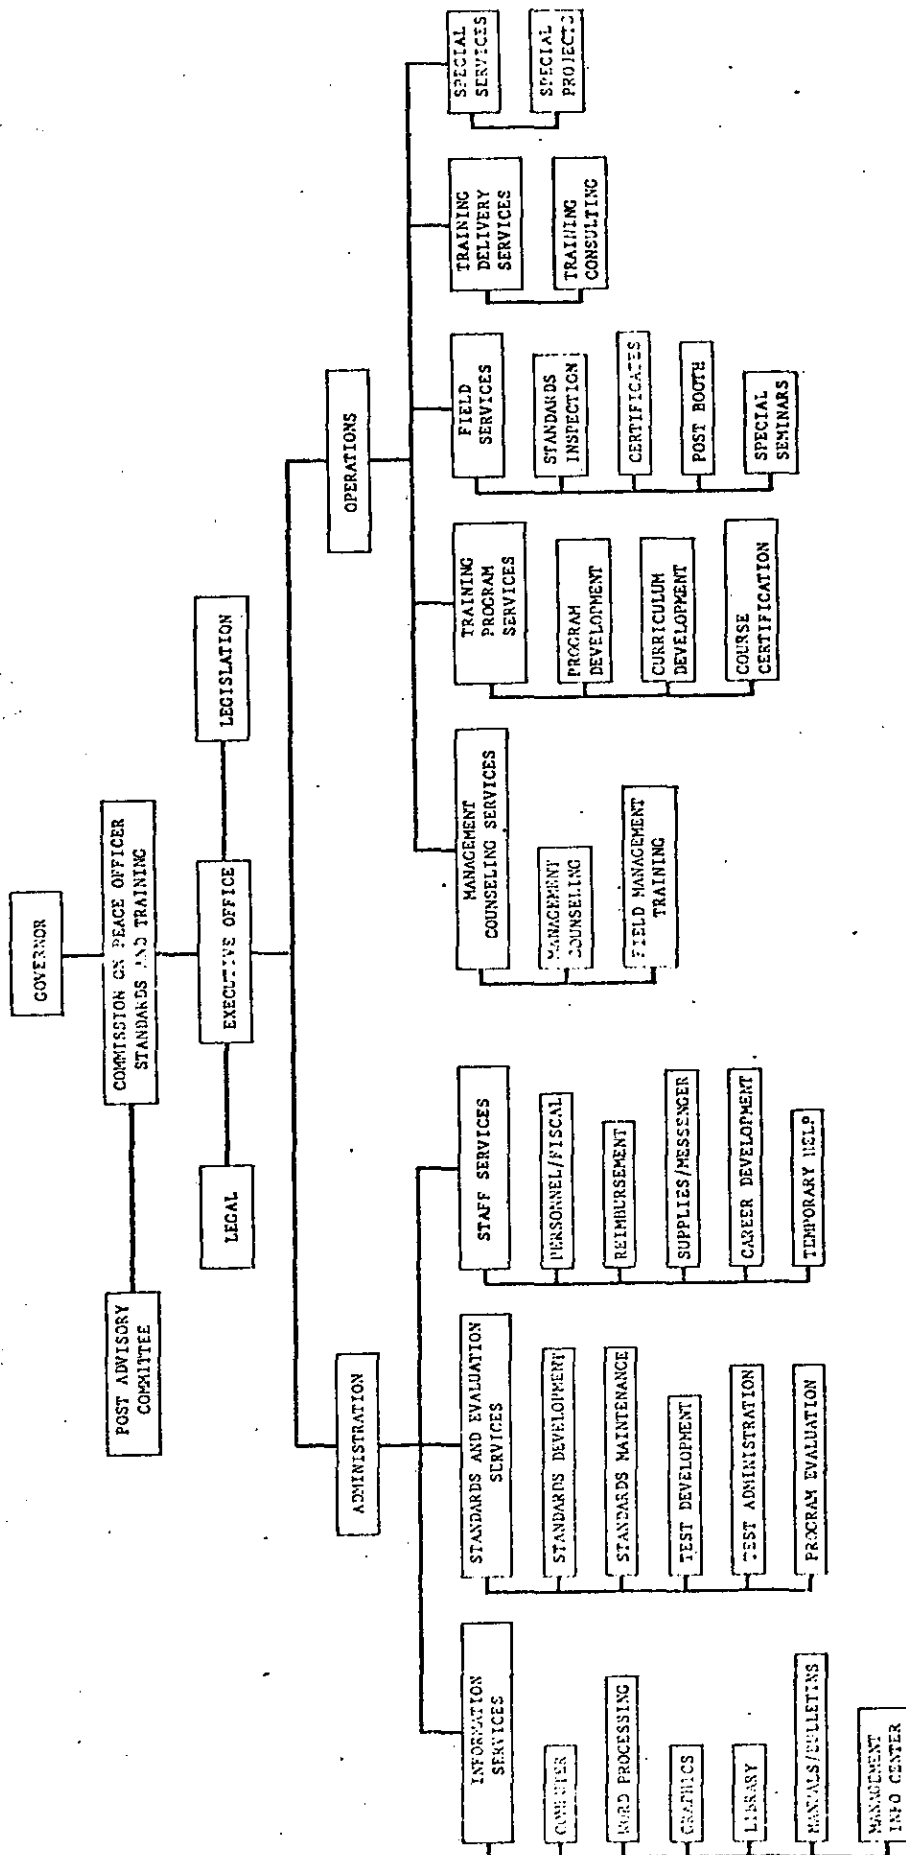 GOVERNOR
COMMISSION ON PEACE OFFICER
STANDARDS AND TRAINING
POST ADVISORY
COMMITTEE
LEGAL
EXECUTIVE OFFICE
LEGISLATION
ADMINISTRATION
OPERATIONS
INFORMATION
SERVICES
COMPUTER
WORD PROCESSING
GRAPHICS
LIBRARY
MANUALS/BULLETINS
MANAGEMENT
INFO CENTER
STANDARDS AND EVALUATION
SERVICES
STANDARDS DEVELOPMENT
STANDARDS MAINTENANCE
TEST DEVELOPMENT
TEST ADMINISTRATION
PROGRAM EVALUATION
STAFF SERVICES
PERSONNEL/FISCAL
REIMBURSEMENT
SUPPLIES/MESSENGER
CAREER DEVELOPMENT
TEMPORARY HELP
MANAGEMENT
COUNSELING SERVICES
MANAGEMENT
COUNSELING
FIELD MANAGEMENT
TRAINING
TRAINING
PROGRAM
SERVICES
PROGRAM
DEVELOPMENT
CURRICULUM
DEVELOPMENT
COURSE
CERTIFICATION
FIELD
SERVICES
STANDARDS
INSPECTION
CERTIFICATES
POST BOOTH
SPECIAL
SEMINARS
TRAINING
DELIVERY
SERVICES
TRAINING
CONSULTING
SPECIAL
SERVICES
SPECIAL
PROJECTS